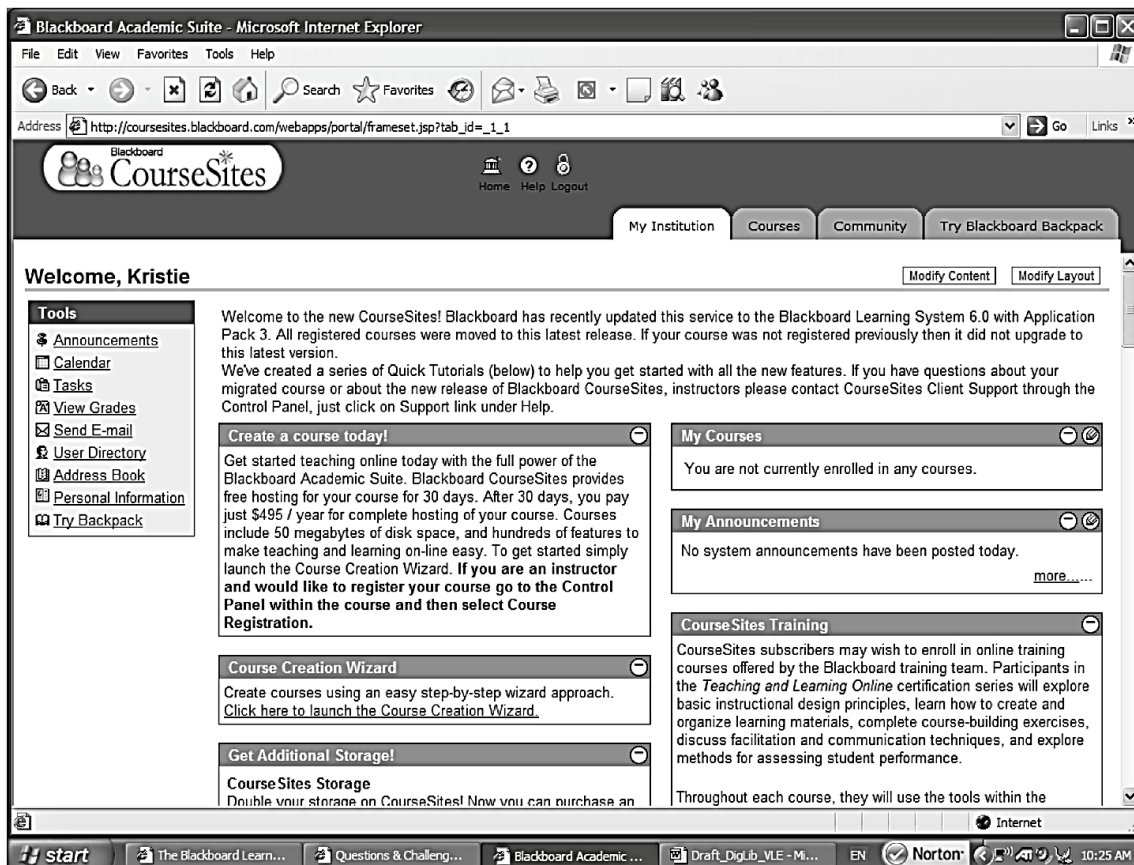 Blackboard Academic Suite - Microsoft Internet Explorer
File Edit View Favorites Tools Help
Back Search Favorites
Address http://coursesites.blackboard.com/webapps/portal/frameset.jsp?tab_id=_1_1 Go Links »
Blackboard
CourseSites
Home Help Logout
My Institution Courses Community Try Blackboard Backpack
Welcome, Kristie
Modify Content Modify Layout
Tools
Announcements
Calendar
Tasks
View Grades
Send E-mail
User Directory
Address Book
Personal Information
Try Backpack
Welcome to the new CourseSites! Blackboard has recently updated this service to the Blackboard Learning System 6.0 with Application
Pack 3. All registered courses were moved to this latest release. If your course was not registered previously then it did not upgrade to
this latest version.
We've created a series of Quick Tutorials (below) to help you get started with all the new features. If you have questions about your
migrated course or about the new release of Blackboard CourseSites, instructors please contact CourseSites Client Support through the
Control Panel, just click on Support link under Help.
Create a course today!
Get started teaching online today with the full power of the
Blackboard Academic Suite. Blackboard CourseSites provides
free hosting for your course for 30 days. After 30 days, you pay
just $495 / year for complete hosting of your course. Courses
include 50 megabytes of disk space, and hundreds of features to
make teaching and learning on-line easy. To get started simply
launch the Course Creation Wizard. If you are an instructor
and would like to register your course go to the Control
Panel within the course and then select Course
Registration.
Course Creation Wizard
Create courses using an easy step-by-step wizard approach.
Click here to launch the Course Creation Wizard.
Get Additional Storage!
CourseSites Storage
Double your storage on CourseSites! Now you can purchase an
My Courses
You are not currently enrolled in any courses.
My Announcements
No system announcements have been posted today.
more......
CourseSites Training
CourseSites subscribers may wish to enroll in online training
courses offered by the Blackboard training team. Participants in
the Teaching and Learning Online certification series will explore
basic instructional design principles, learn how to create and
organize learning materials, complete course-building exercises,
discuss facilitation and communication techniques, and explore
methods for assessing student performance.
Throughout each course, they will use the tools within the
Internet
start The Blackboard Learn... Questions & Challeng... Blackboard Academic ... Draft_DigLib_VLE - Mi... EN Norton 10:25 AM